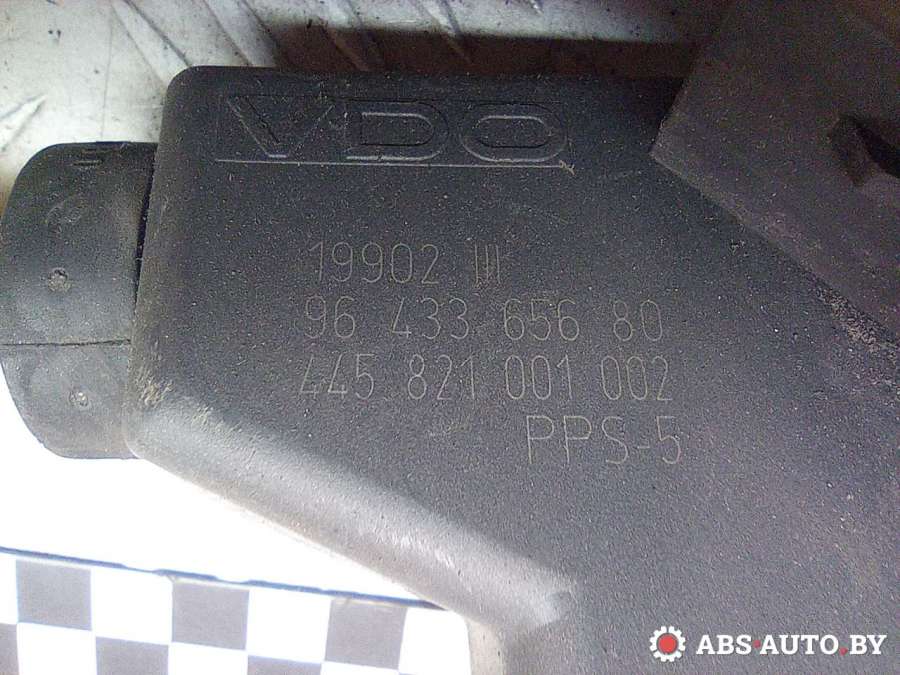 VDO
19902 III
96 433 656 80
445 821 001 002
PPS-5
ABS-AUTO.BY